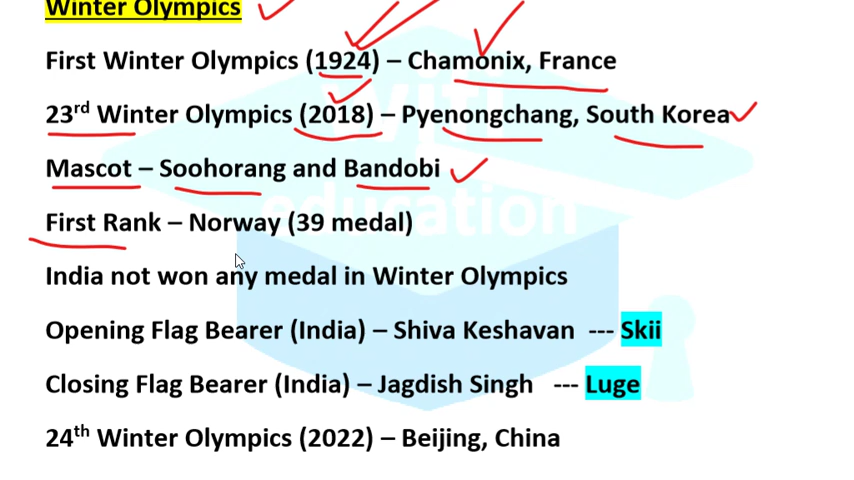 Winter Olympics
First Winter Olympics (1924) – Chamonix, France
23rd Winter Olympics (2018) – Pyenongchang, South Korea
Mascot – Soohorang and Bandobi
First Rank – Norway (39 medal)
India not won any medal in Winter Olympics
Opening Flag Bearer (India) – Shiva Keshavan --- Skii
Closing Flag Bearer (India) – Jagdish Singh --- Luge
24th Winter Olympics (2022) – Beijing, China